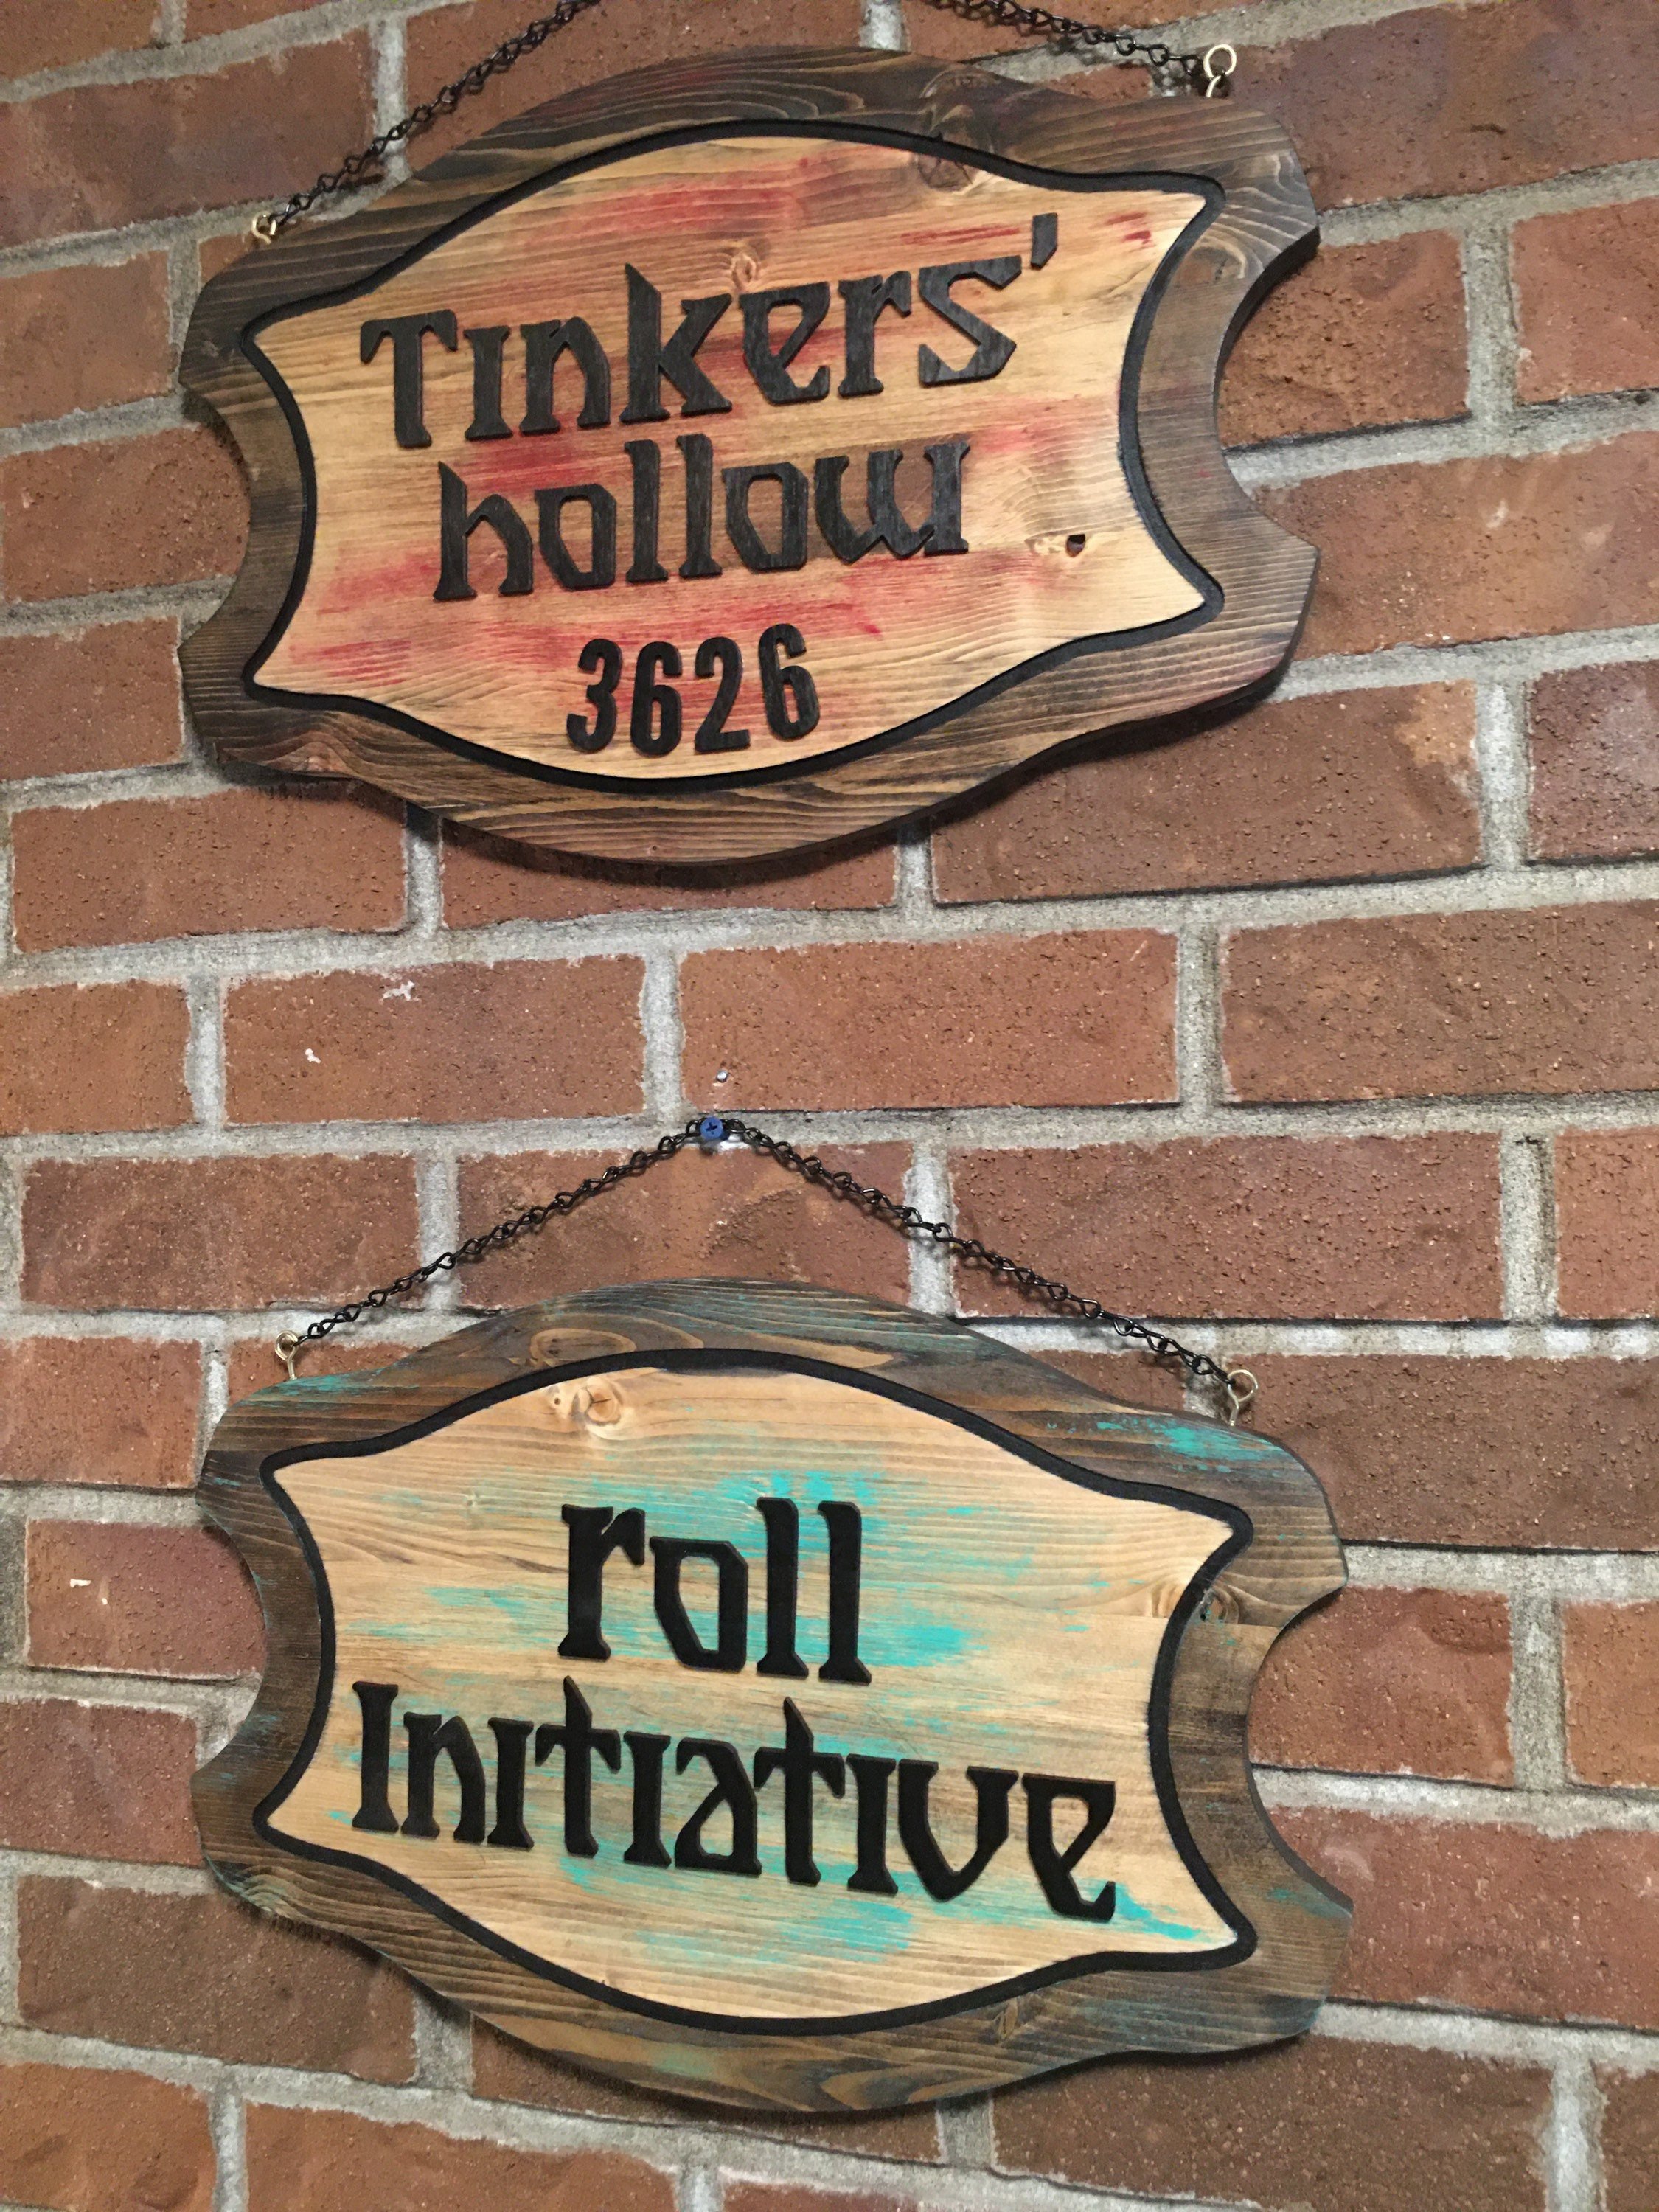 Tinkers'
hollow
3626
roll
Initiative